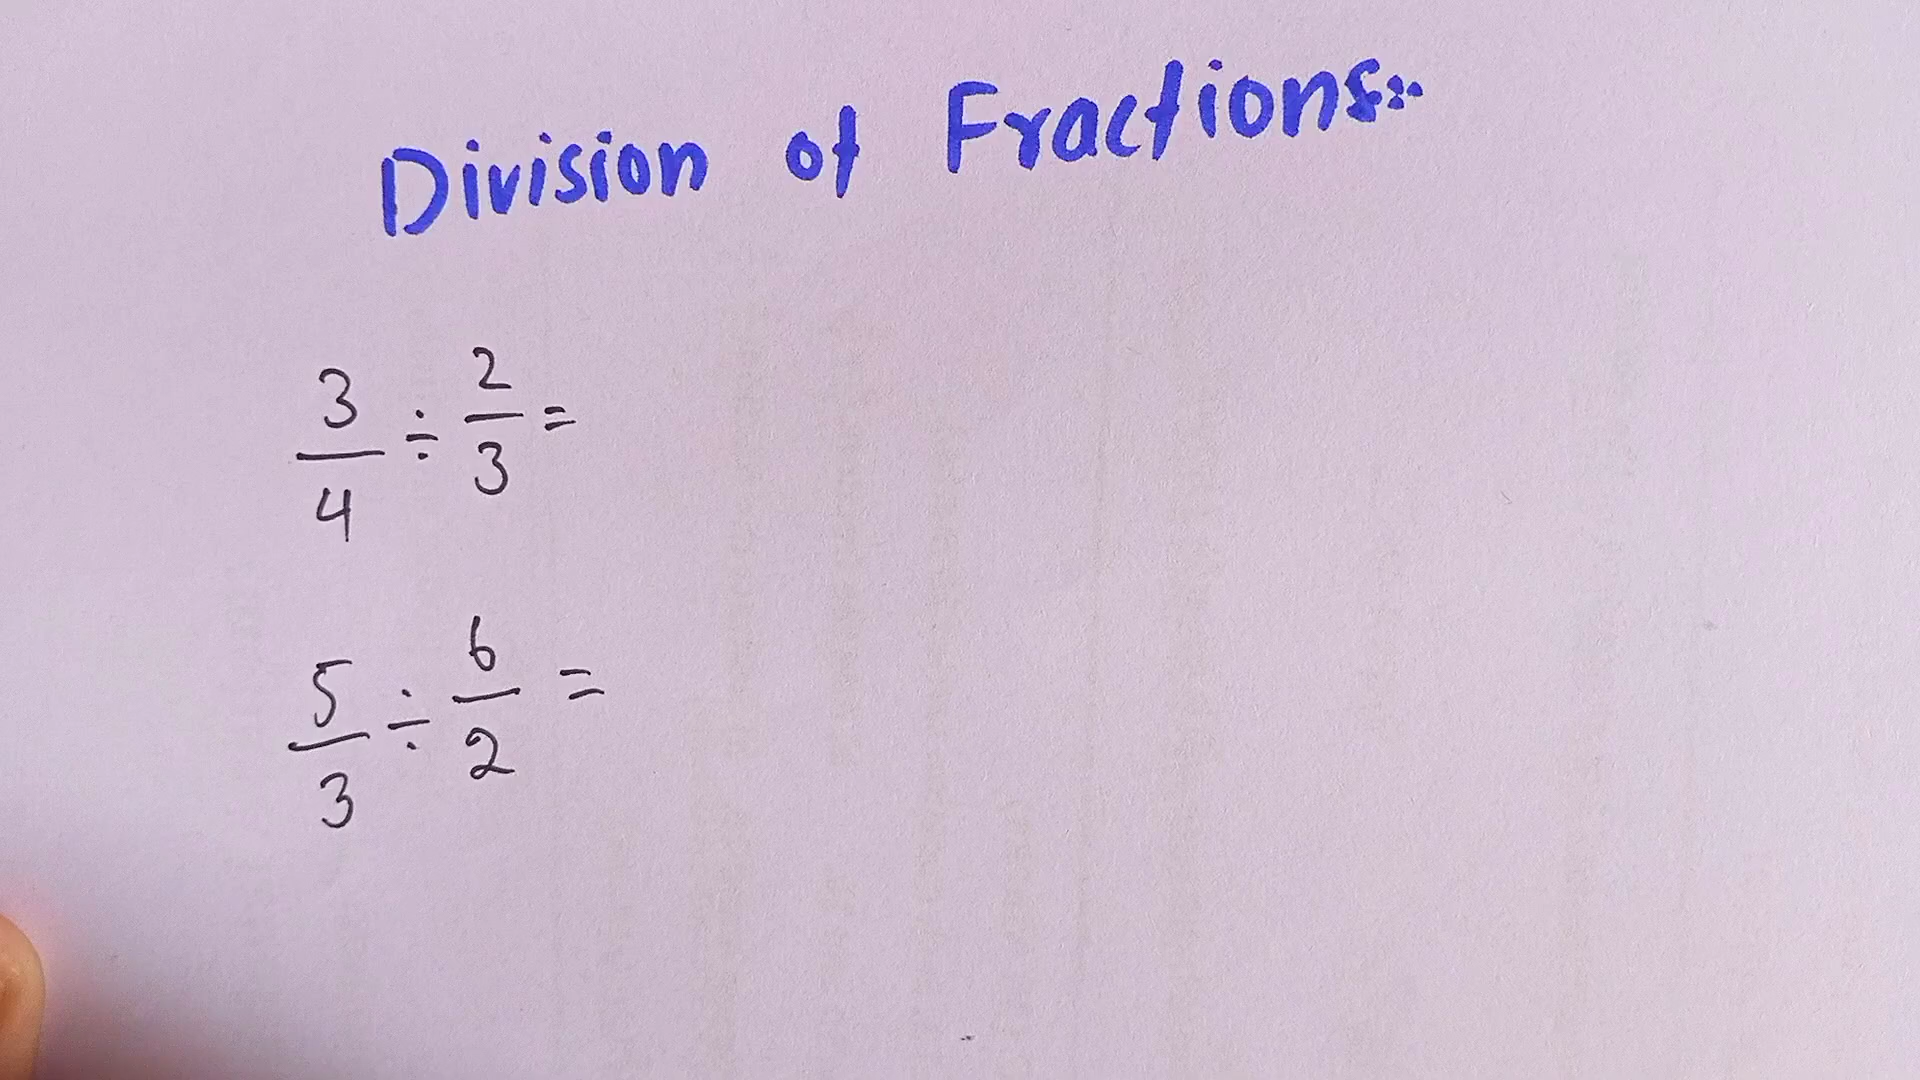 Division of Fractions:-
3/4 ÷ 2/3 =
5/3 ÷ 6/2 =